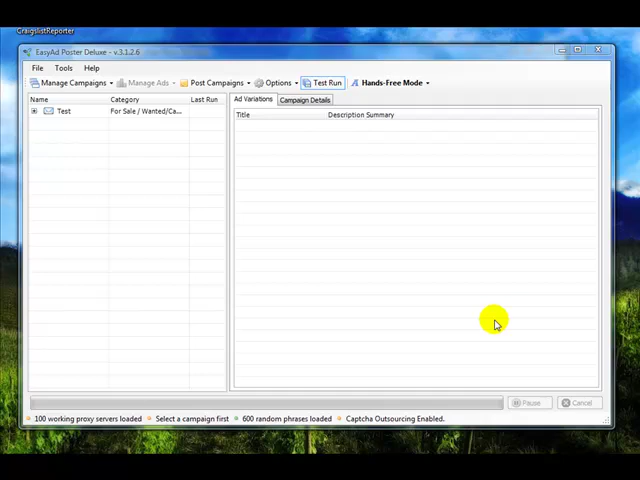 CraigslistReporter
EasyAd Poster Deluxe - v.3.1.2.6
File Tools Help
Manage Campaigns Manage Ads Post Campaigns Options Test Run Hands-Free Mode
Name Category Last Run
Test For Sale / Wanted/Ca...
Ad Variations Campaign Details
Title Description Summary
Pause Cancel
100 working proxy servers loaded Select a campaign first 600 random phrases loaded Captcha Outsourcing Enabled.